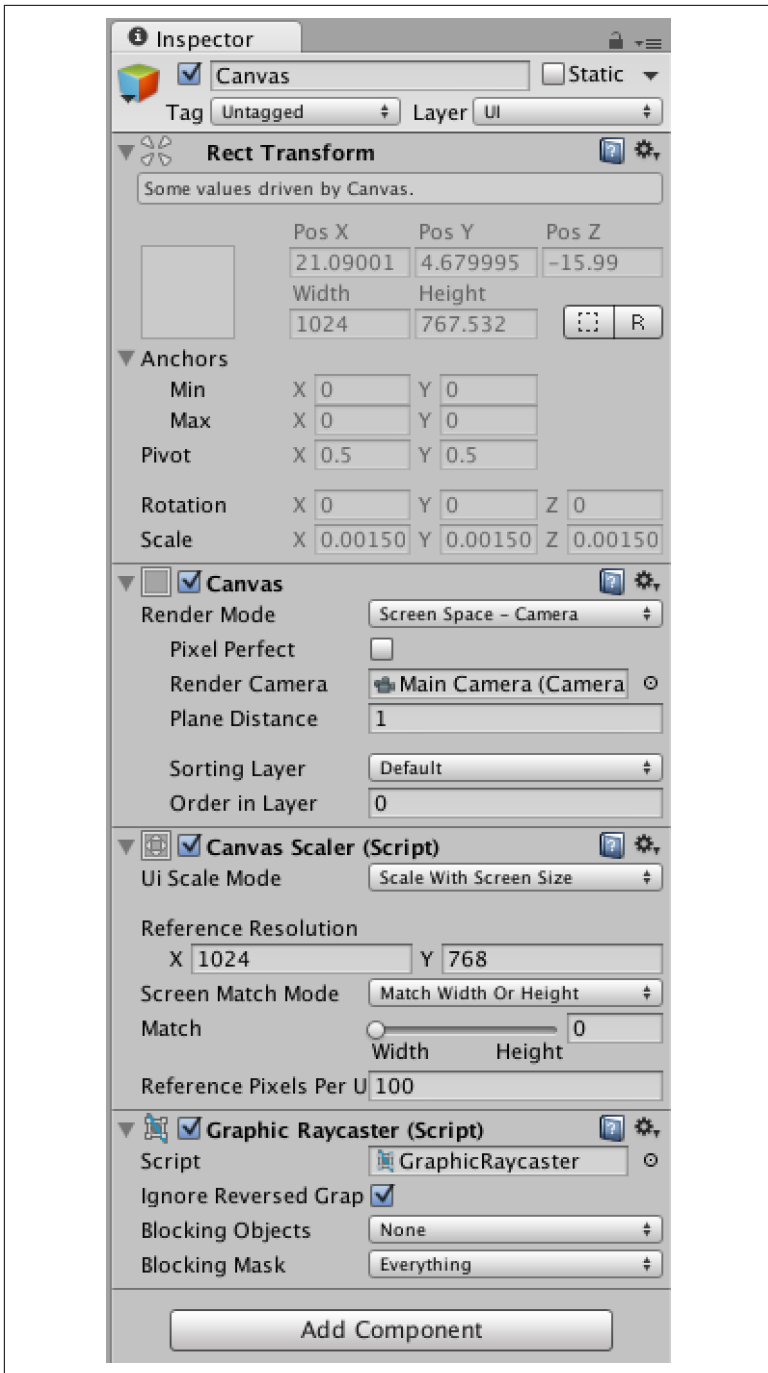 Inspector
Canvas Static
Tag Untagged Layer UI
Rect Transform
Some values driven by Canvas.
Pos X Pos Y Pos Z
21.09001 4.679995 -15.99
Width Height
1024 767.532 R
Anchors
Min X 0 Y 0
Max X 0 Y 0
Pivot X 0.5 Y 0.5
Rotation X 0 Y 0 Z 0
Scale X 0.00150 Y 0.00150 Z 0.00150
Canvas
Render Mode Screen Space - Camera
Pixel Perfect
Render Camera Main Camera (Camera
Plane Distance 1
Sorting Layer Default
Order in Layer 0
Canvas Scaler (Script)
Ui Scale Mode Scale With Screen Size
Reference Resolution
X 1024 Y 768
Screen Match Mode Match Width Or Height
Match 0
Width Height
Reference Pixels Per U 100
Graphic Raycaster (Script)
Script GraphicRaycaster
Ignore Reversed Grap
Blocking Objects None
Blocking Mask Everything
Add Component